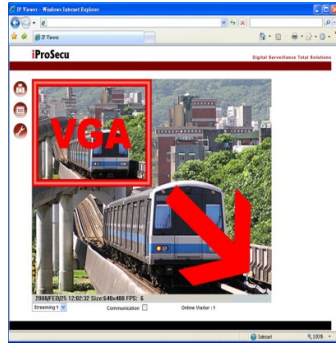 IP Viewer - Windows Internet Explorer
IP Viewer
iProSecu
Digital Surveillance Total Solutions
VGA
2008/FEB/25 12:02:32 Size:640x480 FPS: 6
Streaming 1
Communication
Online Visitor : 1
Internet
100%